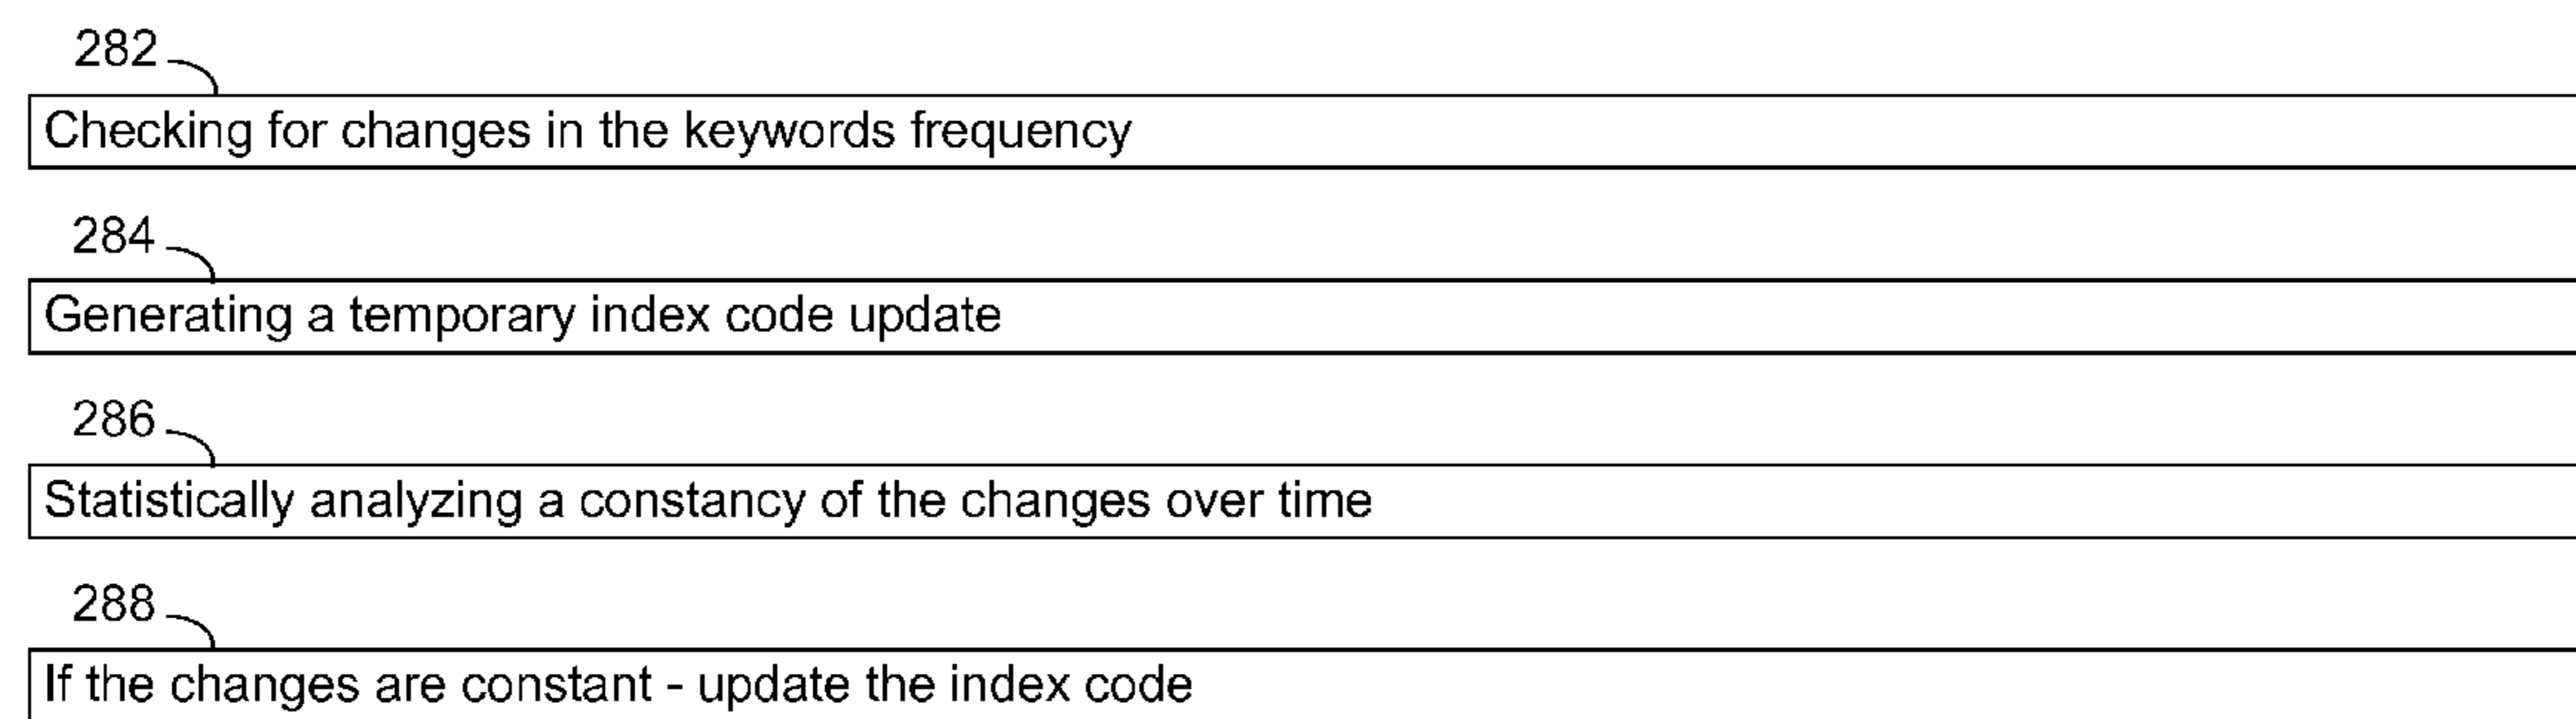 282
Checking for changes in the keywords frequency
284
Generating a temporary index code update
286
Statistically analyzing a constancy of the changes over time
288
If the changes are constant - update the index code